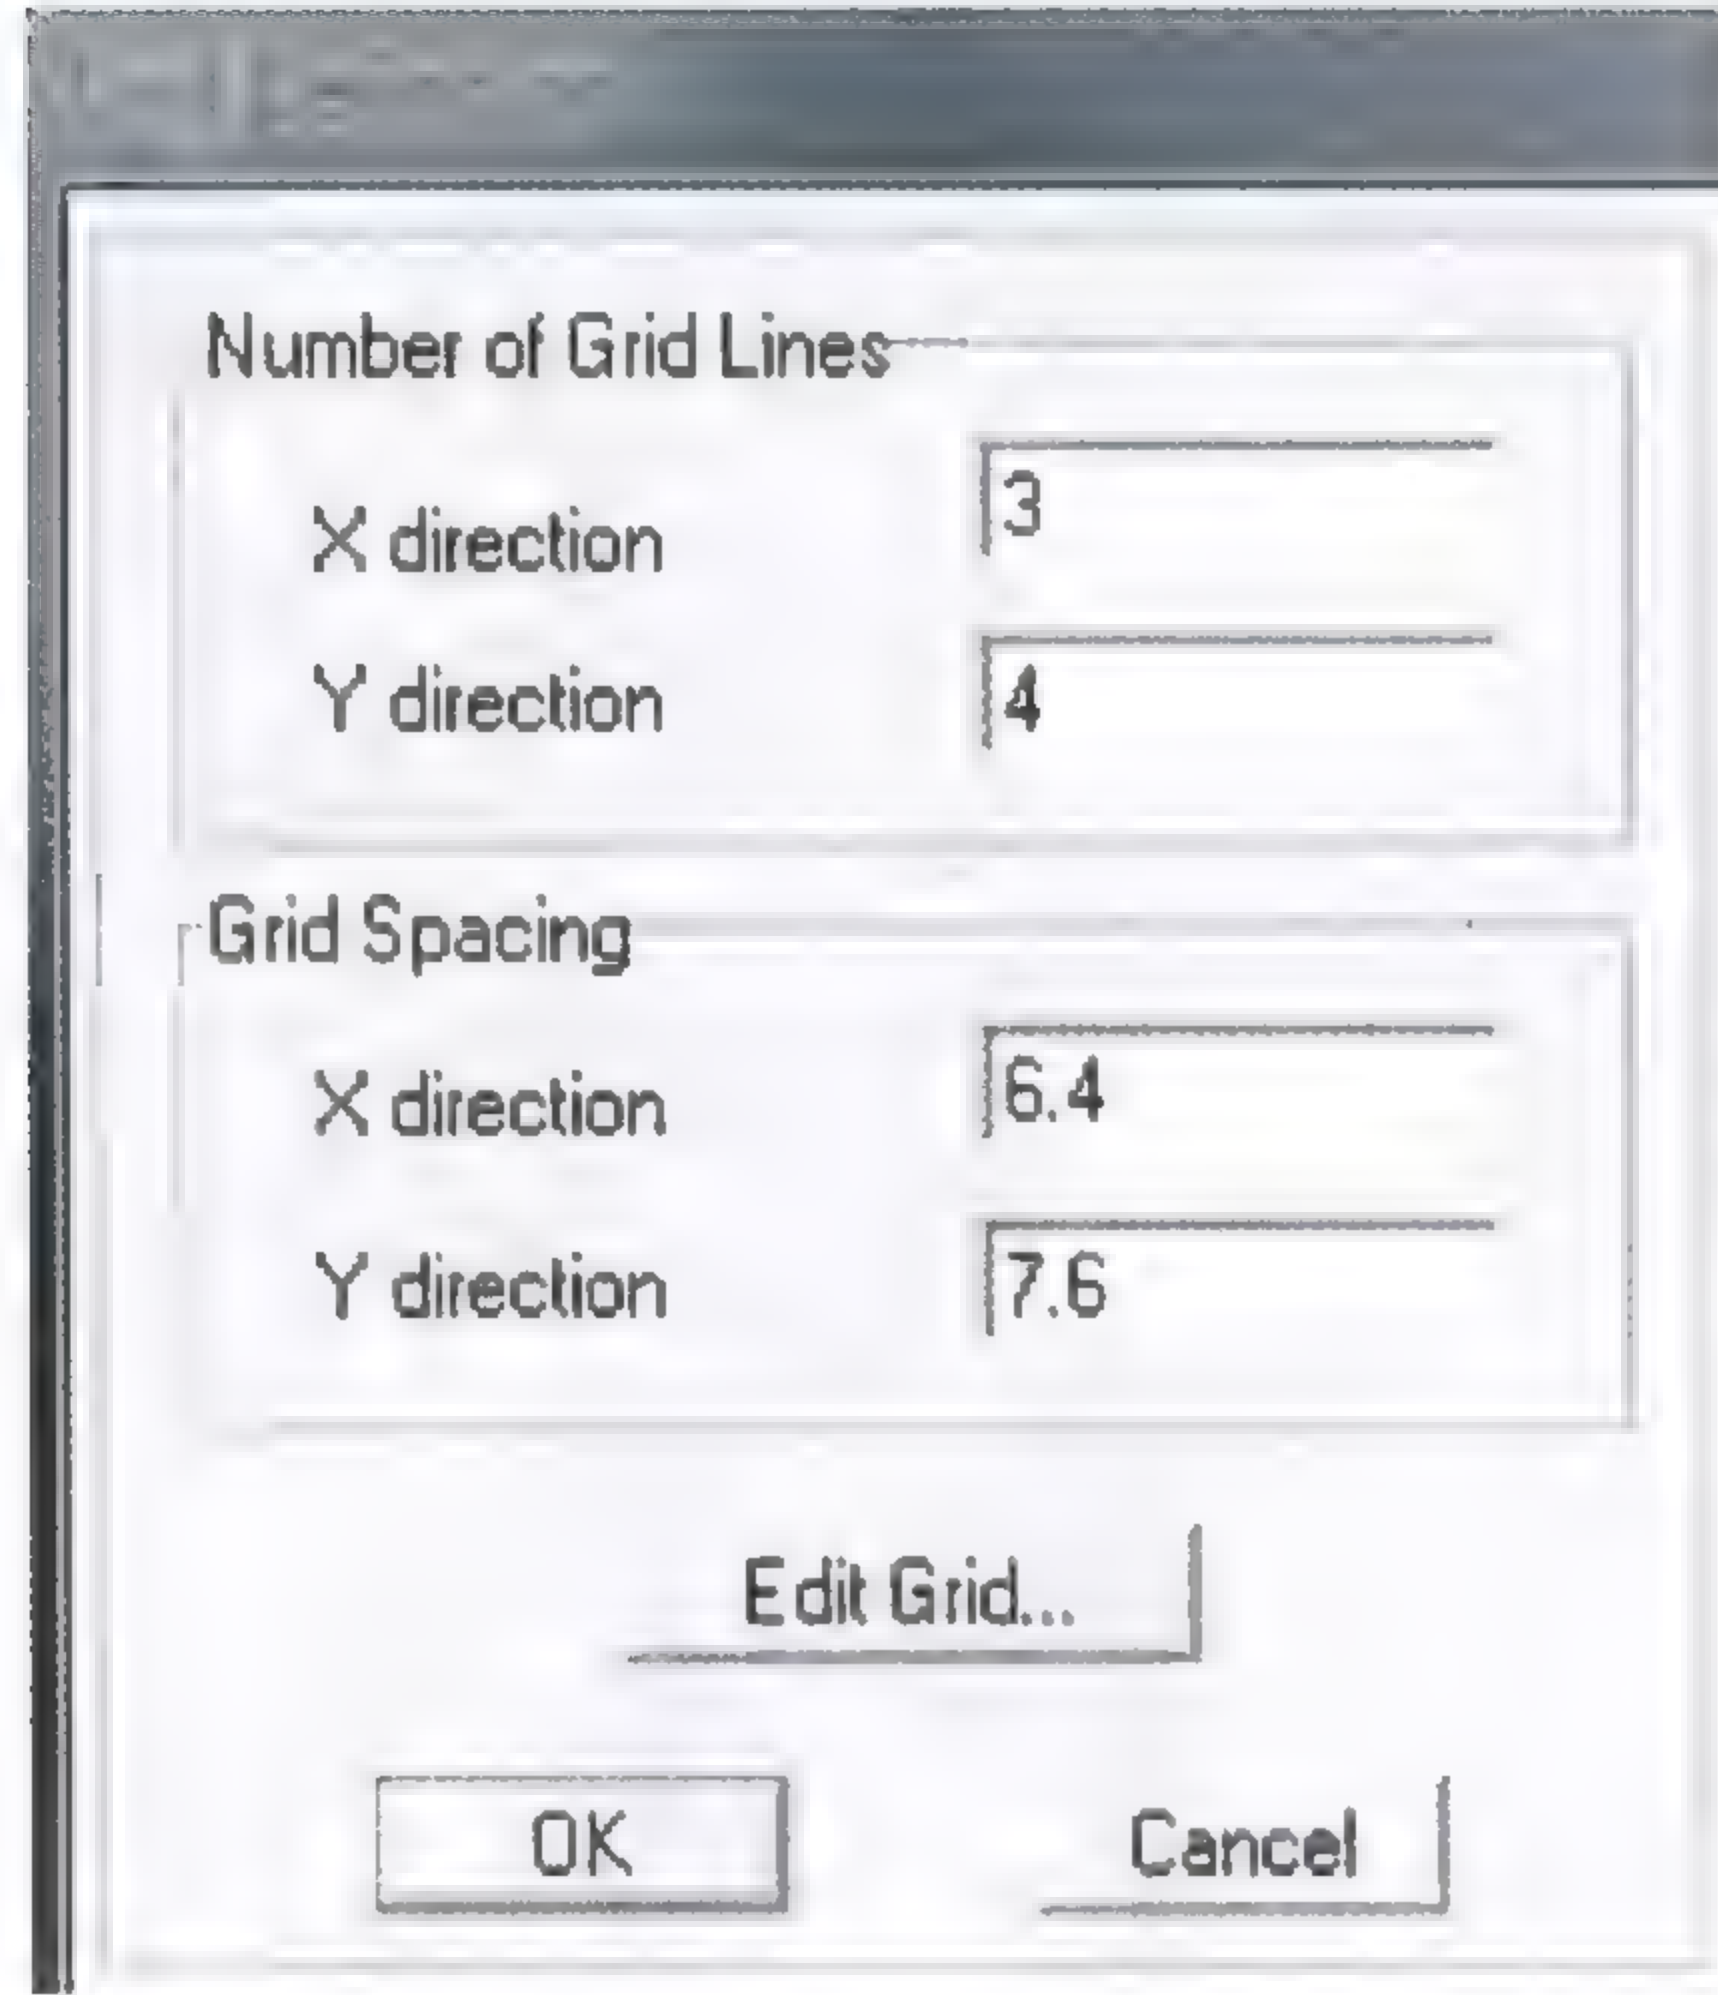 Number of Grid Lines
X direction 3
Y direction 4
Grid Spacing
X direction 6.4
Y direction 7.6
Edit Grid...
OK Cancel